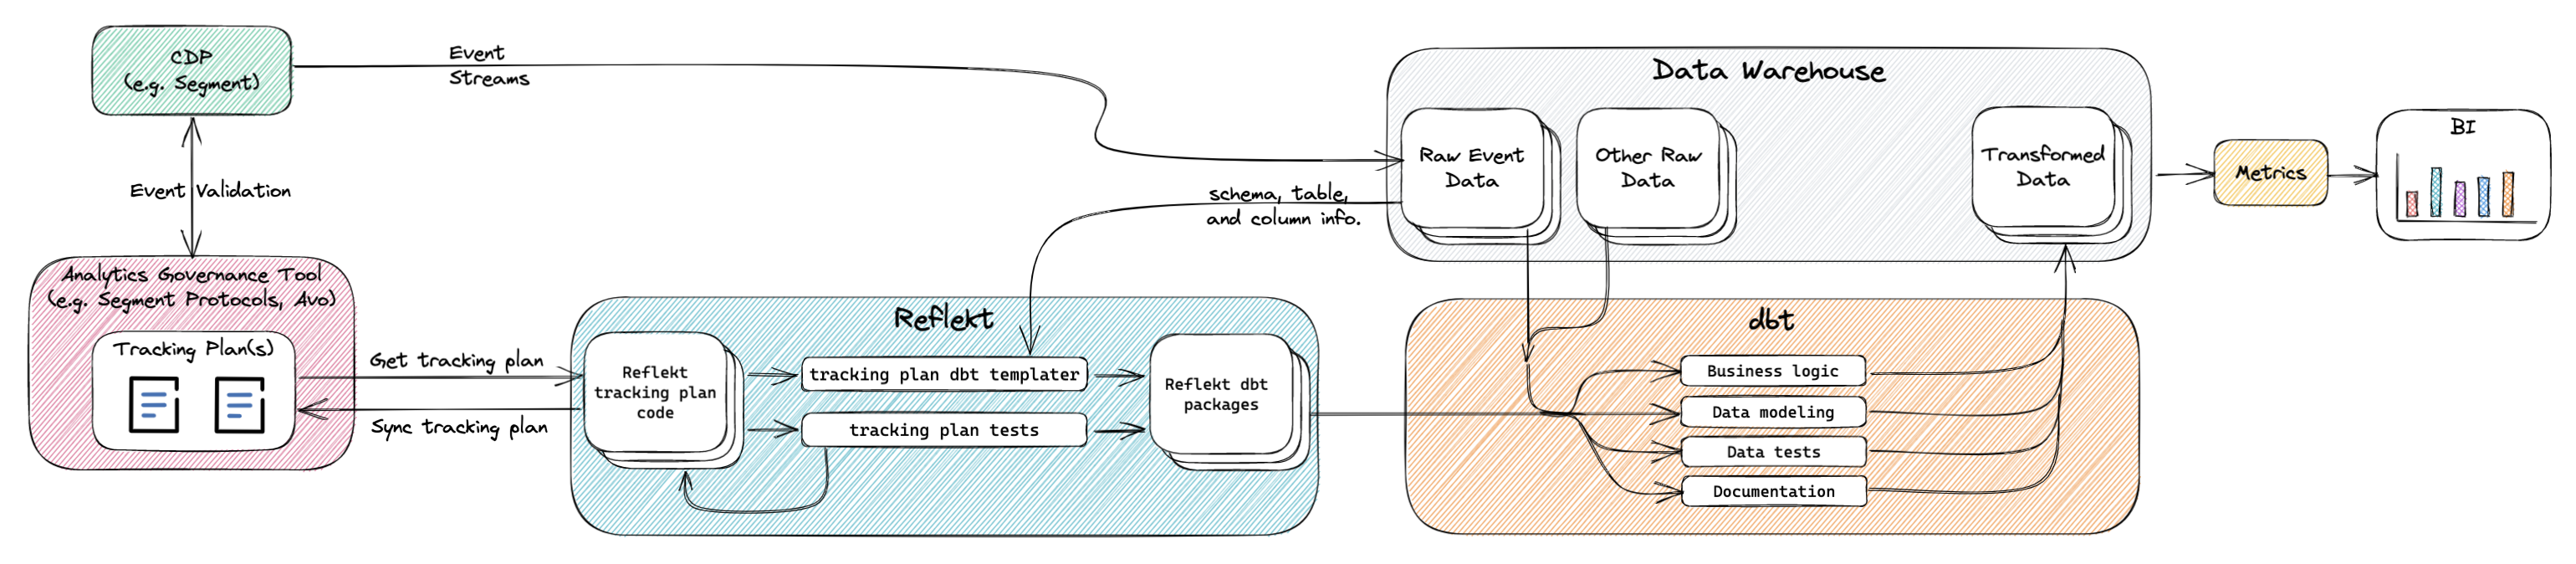 CDP
(e.g. Segment)
Event
Streams
Event Validation
Analytics Governance Tool
(e.g. Segment Protocols, Avo)
Tracking Plan(s)
Get tracking plan
Sync tracking plan
Reflekt
Reflekt
tracking plan
code
tracking plan dbt templater
tracking plan tests
Reflekt dbt
packages
schema, table,
and column info.
Data Warehouse
Raw Event
Data
Other Raw
Data
Transformed
Data
dbt
Business logic
Data modeling
Data tests
Documentation
Metrics
BI